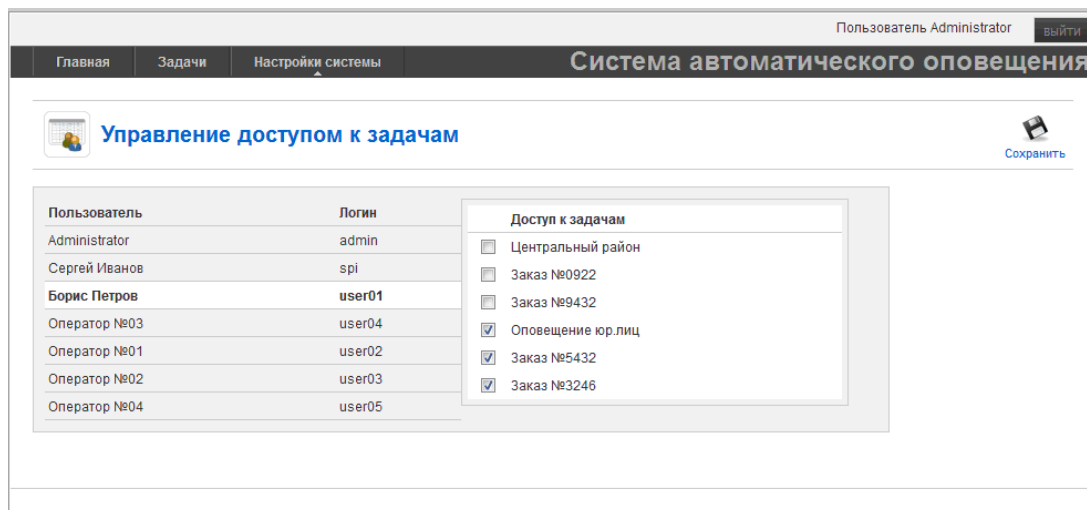 Пользователь Administrator выйти
Главная Задачи Настройки системы Система автоматического оповещения
Управление доступом к задачам
Сохранить
Пользователь Логин
Administrator admin
Сергей Иванов spi
Борис Петров user01
Оператор №03 user04
Оператор №01 user02
Оператор №02 user03
Оператор №04 user05
Доступ к задачам
Центральный район
Заказ №0922
Заказ №9432
Оповещение юр.лиц
Заказ №5432
Заказ №3246